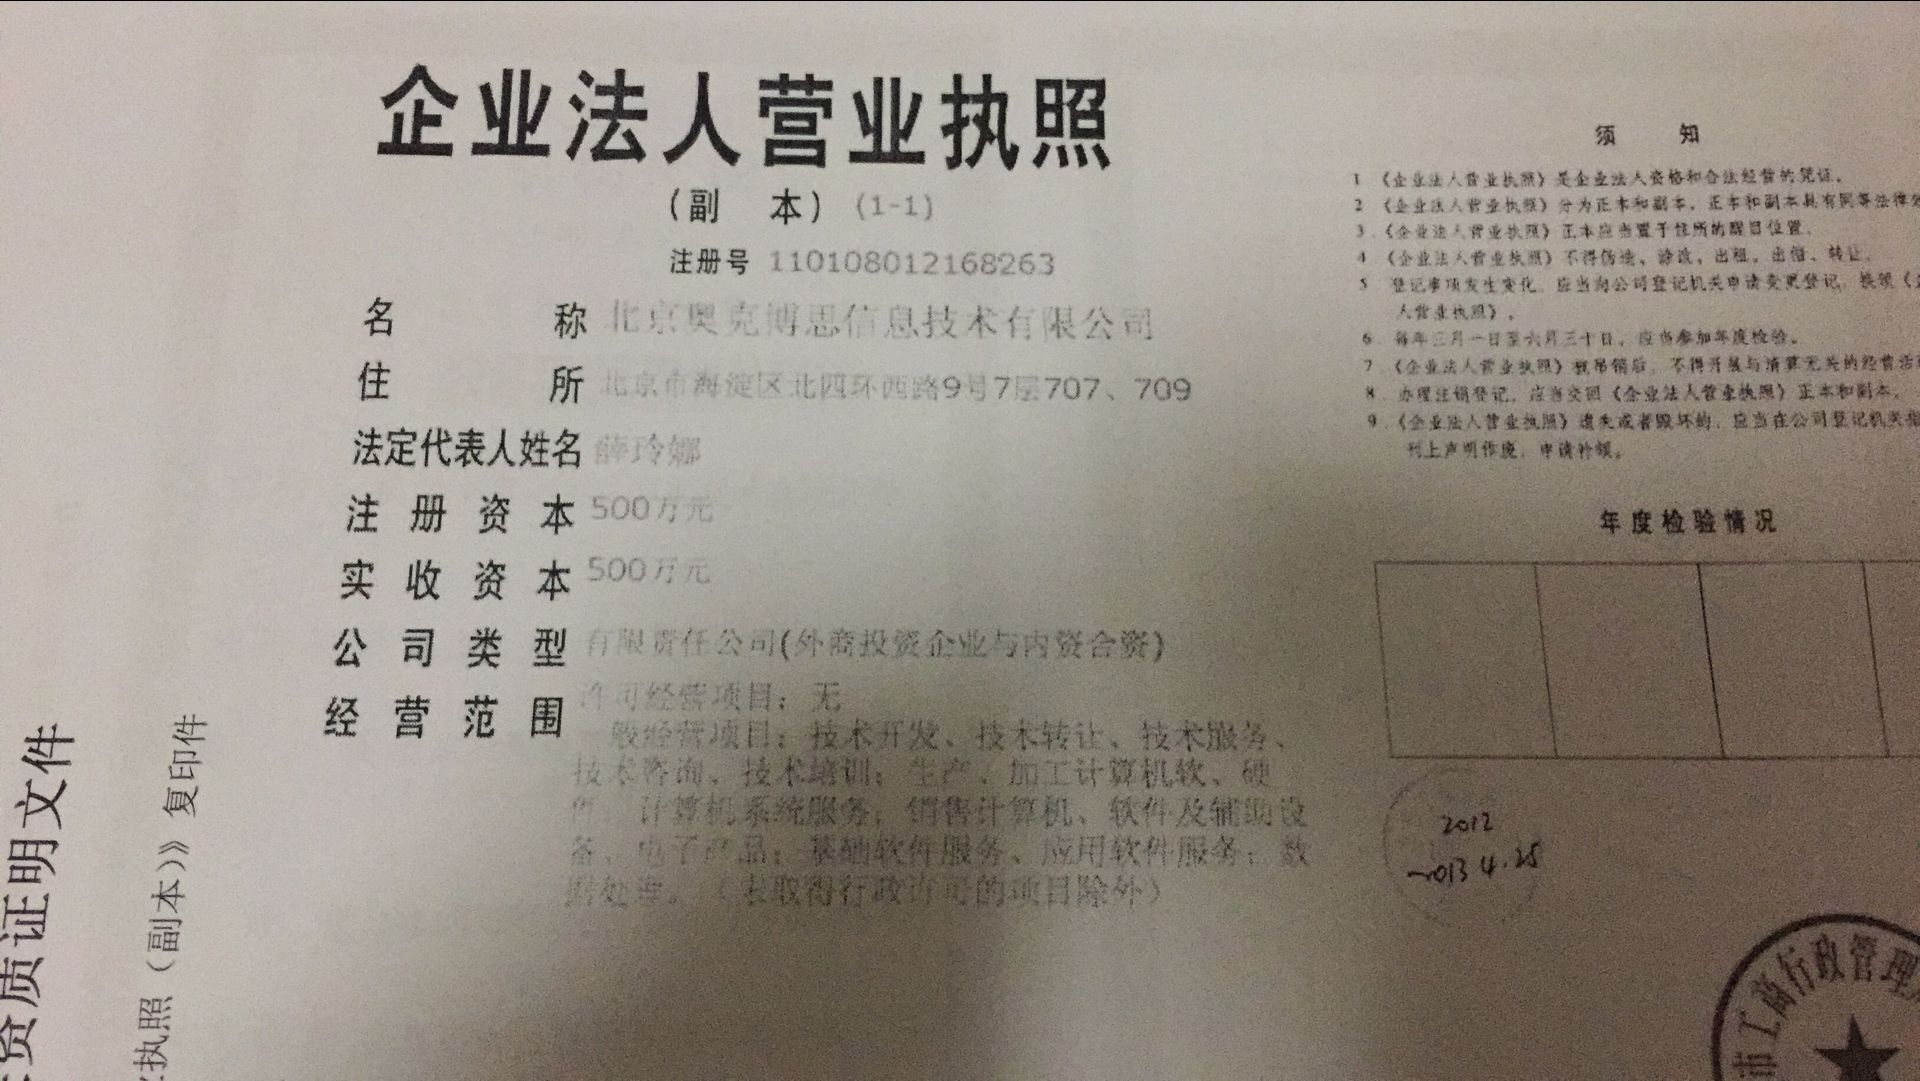 企业法人营业执照
（副 本） (1-1)
注册号 110108012168263
名 称 北京奥克博思信息技术有限公司
住 所 北京市海淀区北四环西路9号7层707、709
法定代表人姓名 薛玲娜
注 册 资 本 500万元
实 收 资 本 500万元
公 司 类 型 有限责任公司(外商投资企业与内资合资)
经 营 范 围 许可经营项目：无
一般经营项目：技术开发、技术转让、技术服务、
技术咨询、技术培训；生产、加工计算机软、硬
件；计算机系统服务；销售计算机、软件及辅助设
备、电子产品；基础软件服务、应用软件服务；数
据处理。（未取得行政许可的项目除外）
须 知
1 《企业法人营业执照》是企业法人资格和合法经营的凭证。
2 《企业法人营业执照》分为正本和副本，正本和副本具有同等法律效
3 《企业法人营业执照》正本应当置于住所的醒目位置。
4 《企业法人营业执照》不得伪造、涂改、出租、出借、转让。
5 登记事项发生变化，应当向公司登记机关申请变更登记，换领《企
人营业执照》。
6 每年三月一日至六月三十日，应当参加年度检验。
7 《企业法人营业执照》被吊销后，不得开展与清算无关的经营活
8 办理注销登记，应当交回《企业法人营业执照》正本和副本。
9 《企业法人营业执照》遗失或者毁坏的，应当在公司登记机关指
刊上声明作废，申请补领。
年度检验情况
2012
2013 4.25
市工商行政管理
资质证明文件
执照（副本）》复印件